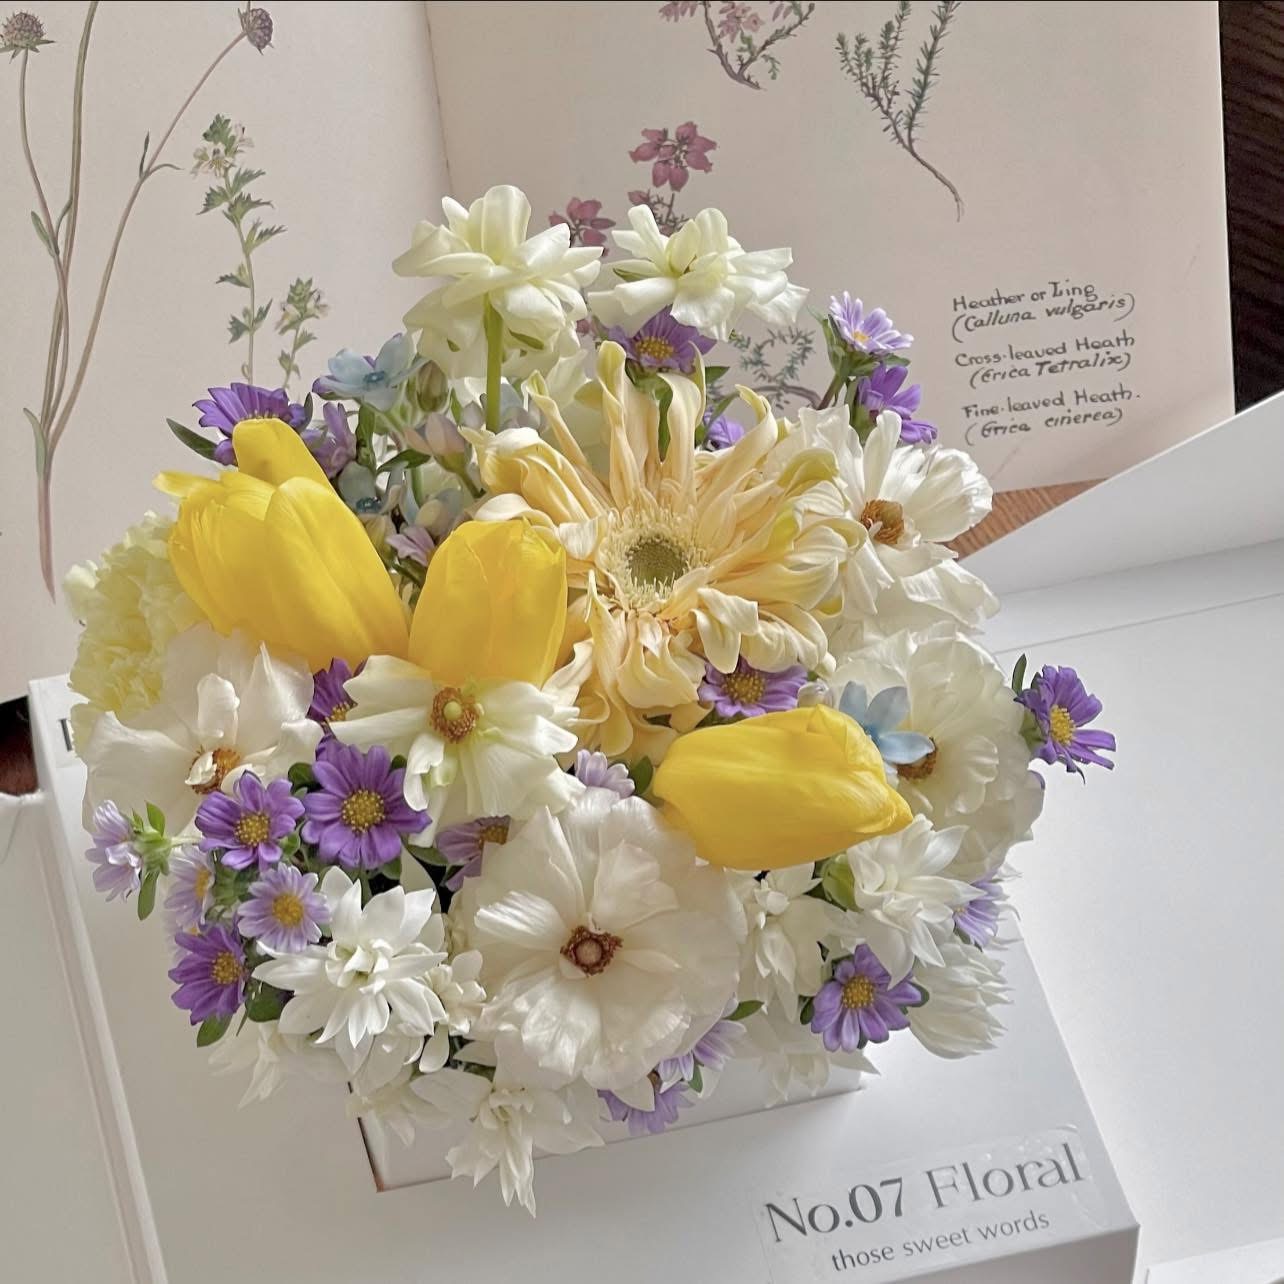 Heather or Ling
(Calluna vulgaris)
Cross-leaved Heath
(Erica Tetralix)
Fine-leaved Heath.
(Erica cinerea)
No.07 Floral
those sweet words